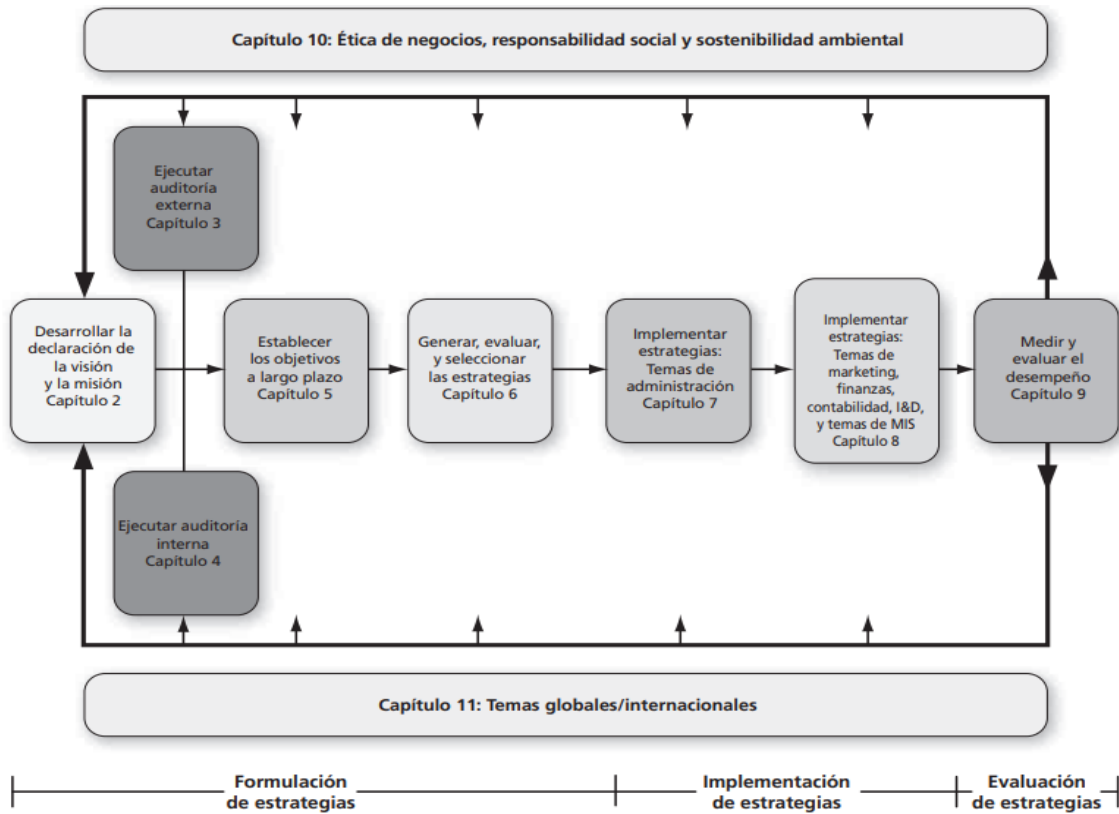 Capítulo 10: Ética de negocios, responsabilidad social y sostenibilidad ambiental
Ejecutar
auditoría
externa
Capítulo 3
Desarrollar la
declaración de
la visión
y la misión
Capítulo 2
Establecer
los objetivos
a largo plazo
Capítulo 5
Generar, evaluar,
y seleccionar
las estrategias
Capítulo 6
Implementar
estrategias:
Temas de
administración
Capítulo 7
Implementar
estrategias:
Temas de
marketing,
finanzas,
contabilidad, I&D,
y temas de MIS
Capítulo 8
Medir y
evaluar el
desempeño
Capítulo 9
Ejecutar auditoría
interna
Capítulo 4
Capítulo 11: Temas globales/internacionales
Formulación
de estrategias
Implementación
de estrategias
Evaluación
de estrategias